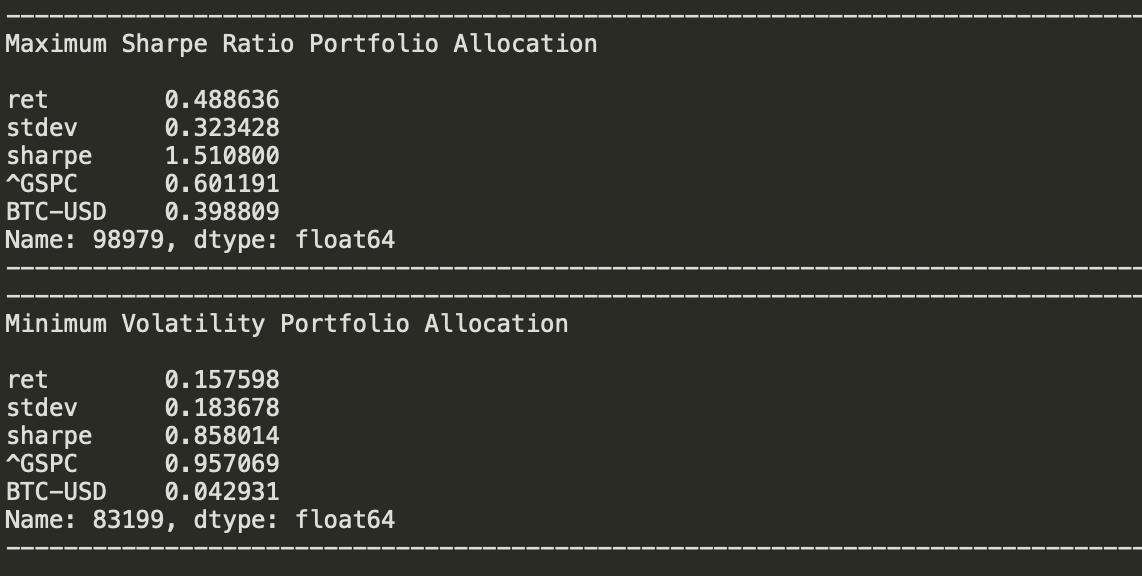 --------------------------------------------------------------------------------
Maximum Sharpe Ratio Portfolio Allocation
ret        0.488636
stdev      0.323428
sharpe     1.510800
^GSPC      0.601191
BTC-USD    0.398809
Name: 98979, dtype: float64
--------------------------------------------------------------------------------
--------------------------------------------------------------------------------
Minimum Volatility Portfolio Allocation
ret        0.157598
stdev      0.183678
sharpe     0.858014
^GSPC      0.957069
BTC-USD    0.042931
Name: 83199, dtype: float64
--------------------------------------------------------------------------------